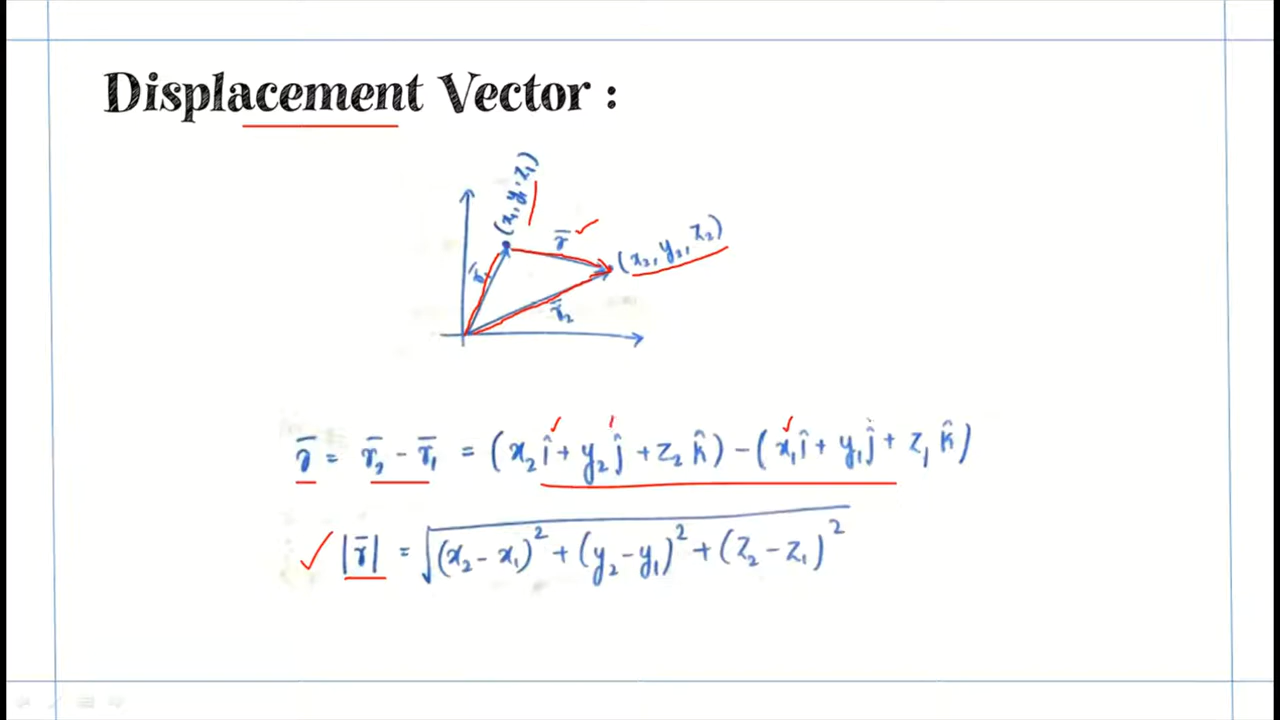 Displacement Vector :
(x₁, y₁, z₁)
r̄
(x₂, y₂, z₂)
r̄₁
r̄₂
r̄ = r̄₂ - r̄₁ = (x₂ î + y₂ ĵ + z₂ k̂) - (x₁ î + y₁ ĵ + z₁ k̂)
|r̄| = √(x₂ - x₁)² + (y₂ - y₁)² + (z₂ - z₁)²